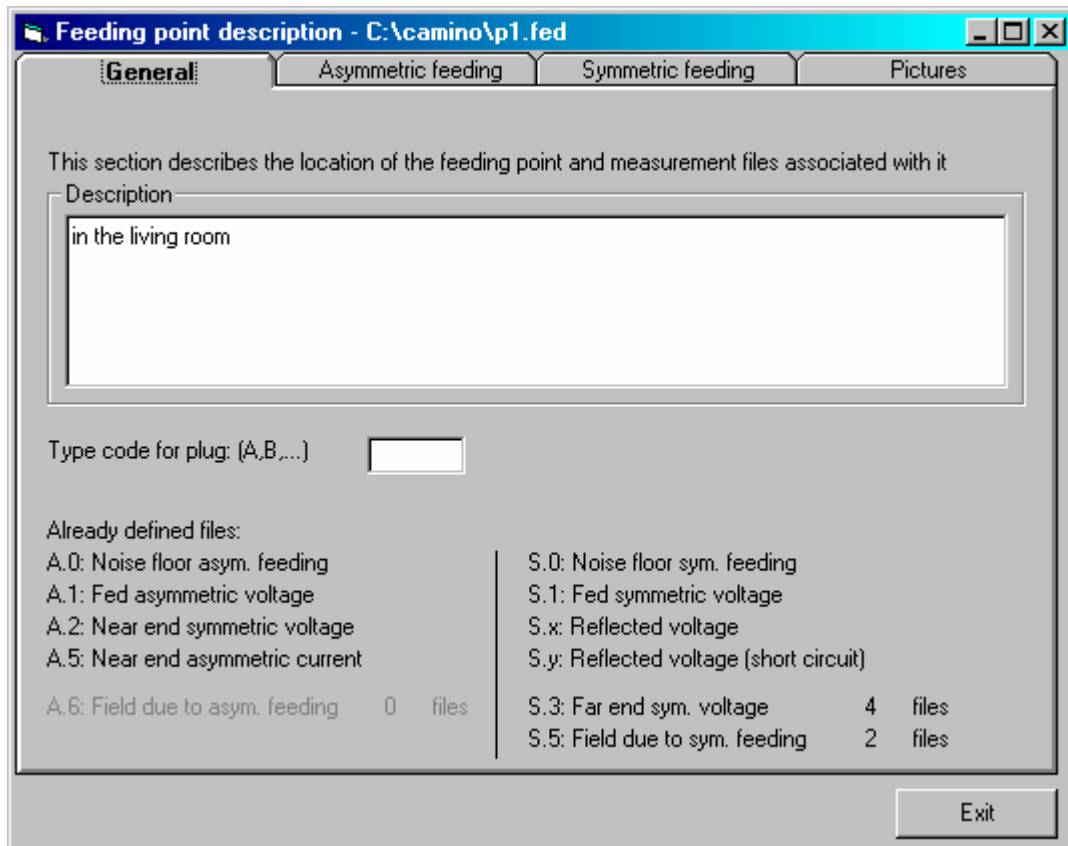 Feeding point description - C:\camino\p1.fed
General Asymmetric feeding Symmetric feeding Pictures
This section describes the location of the feeding point and measurement files associated with it
Description
in the living room
Type code for plug: (A,B,...)
Already defined files:
A.0: Noise floor asym. feeding
A.1: Fed asymmetric voltage
A.2: Near end symmetric voltage
A.5: Near end asymmetric current
A.6: Field due to asym. feeding 0 files
S.0: Noise floor sym. feeding
S.1: Fed symmetric voltage
S.x: Reflected voltage
S.y: Reflected voltage (short circuit)
S.3: Far end sym. voltage 4 files
S.5: Field due to sym. feeding 2 files
Exit